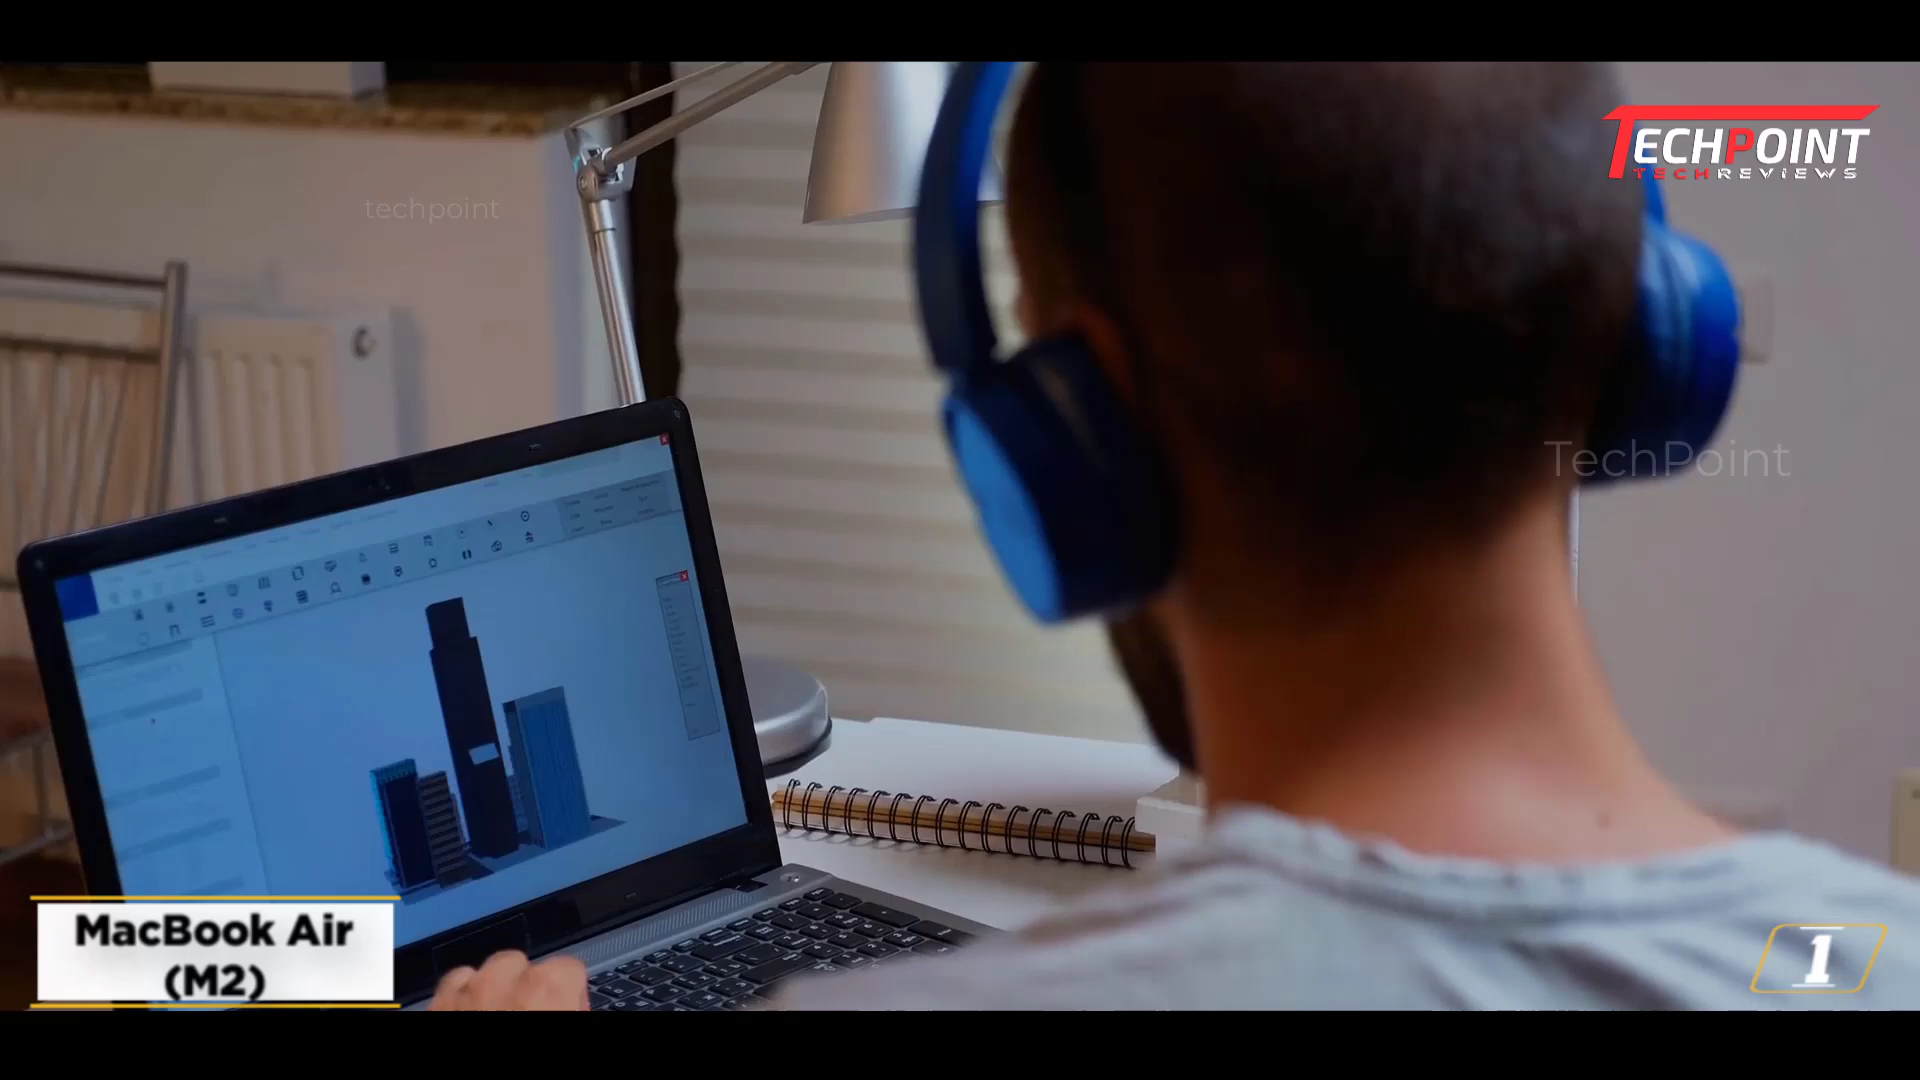 TECHPOINT
TECHREVIEWS
techpoint
TechPoint
MacBook Air
(M2)
1